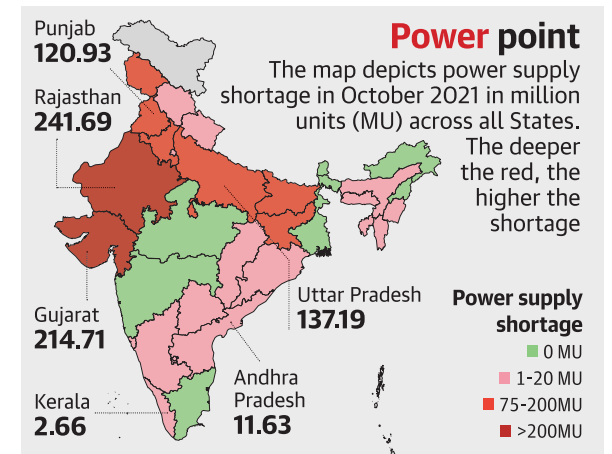 Power point
The map depicts power supply
shortage in October 2021 in million
units (MU) across all States.
The deeper
the red, the
higher the
shortage
Punjab
120.93
Rajasthan
241.69
Gujarat
214.71
Kerala
2.66
Andhra
Pradesh
11.63
Uttar Pradesh
137.19
Power supply
shortage
0 MU
1-20 MU
75-200MU
>200MU